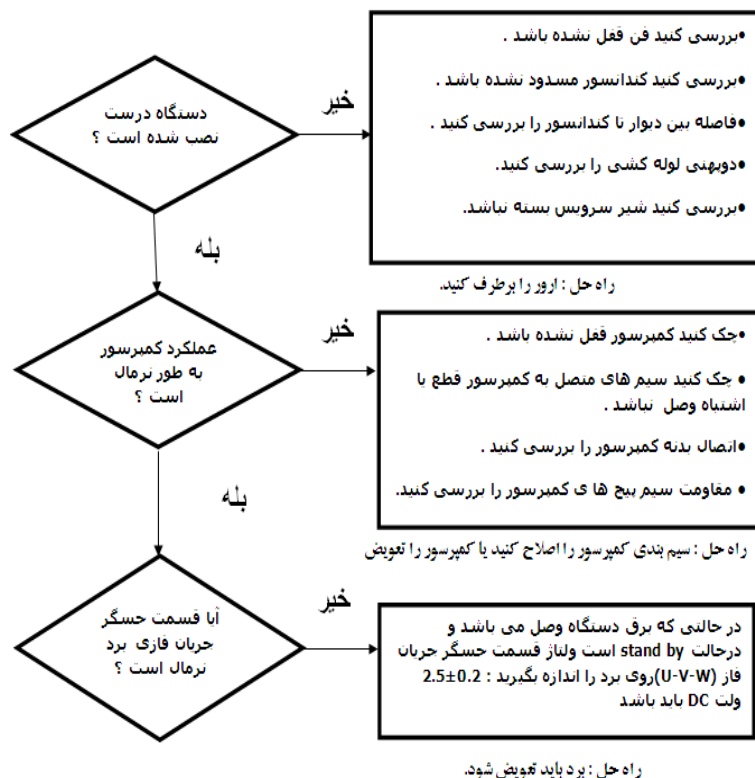 دستگاه درست
نصب شده است ؟
خیر
•بررسی کنید فن قفل نشده باشد .
•بررسی کنید کندانسور مسدود نشده باشد .
•فاصله بین دیوار تا کندانسور را بررسی کنید .
•دوپهنی لوله کشی را بررسی کنید.
•بررسی کنید شیر سرویس بسته نباشد.
راه حل : ارور را برطرف کنید.
بله
عملکرد کمپرسور
به طور نرمال
است ؟
خیر
•چک کنید کمپرسور قفل نشده باشد .
• چک کنید سیم های متصل به کمپرسور قطع یا
اشتباه وصل نباشد .
•اتصال بدنه کمپرسور را بررسی کنید .
• مقاومت سیم پیچ ها ی کمپرسور را بررسی کنید.
راه حل : سیم بندی کمپرسور را اصلاح کنید یا کمپرسور را تعویض
بله
آیا قسمت حسگر
جریان فازی برد
نرمال است ؟
خیر
در حالتی که برق دستگاه وصل می باشد و
درحالت stand by است ولتاژ قسمت حسگر جریان
فاز (U-V-W)روی برد را اندازه بگیرید : 2.5±0.2
ولت DC باید باشد
راه حل : برد باید تعویض شود.